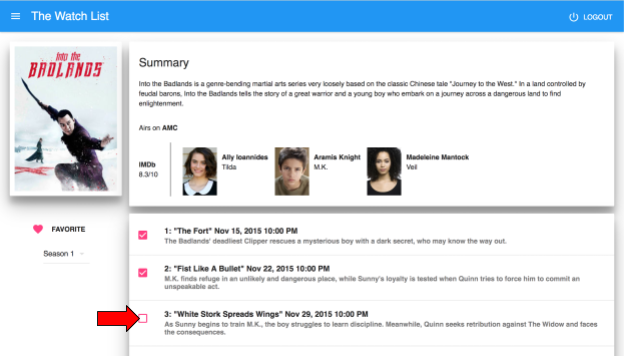 The Watch List
LOGOUT
Into the
BADLANDS
Summary
Into the Badlands is a genre-bending martial arts series very loosely based on the classic Chinese tale "Journey to the West." In a land controlled by
feudal barons, Into the Badlands tells the story of a great warrior and a young boy who embark on a journey across a dangerous land to find
enlightenment.
Airs on AMC
IMDb
8.3/10
Ally Ioannides
Tilda
Aramis Knight
M.K.
Madeleine Mantock
Veil
FAVORITE
Season 1
1: "The Fort" Nov 15, 2015 10:00 PM
The Badlands' deadliest Clipper rescues a mysterious boy with a dark secret, who may know the way out.
2: "Fist Like A Bullet" Nov 22, 2015 10:00 PM
M.K. finds refuge in an unlikely and dangerous place, while Sunny's loyalty is tested when Quinn tries to force him to commit an
unspeakable act.
3: "White Stork Spreads Wings" Nov 29, 2015 10:00 PM
As Sunny begins to train M.K., the boy struggles to learn discipline. Meanwhile, Quinn seeks retribution against The Widow and faces
the consequences.